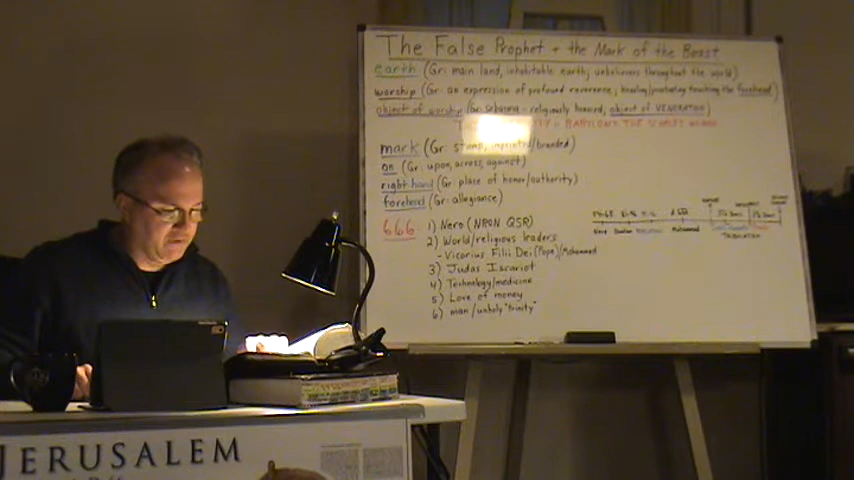 The False Prophet + the Mark of the Beast
earth (Gr: main land, inhabitable earth; unbelievers throughout the world)
worship (Gr: an expression of profound reverence; kneeling/prostrating touching the forehead)
object of worship (Gr: sebasma - religiously honored, object of VENERATION)
BABYLON: THE
mark (Gr: stamp, imprinted/branded)
on (Gr: upon, across, against)
right hand (Gr: place of honor/authority)
forehead (Gr: allegiance)
666 1) Nero (NRON QSR)
2) World/religious leaders
- Vicorius Filii Dei (Pope)/Mohammed
3) Judas Iscariot
4) Technology/medicine
5) Love of money
6) man/unholy "trinity"
Nero Domitian Muhammad
TRIBULATION
JERUSALEM